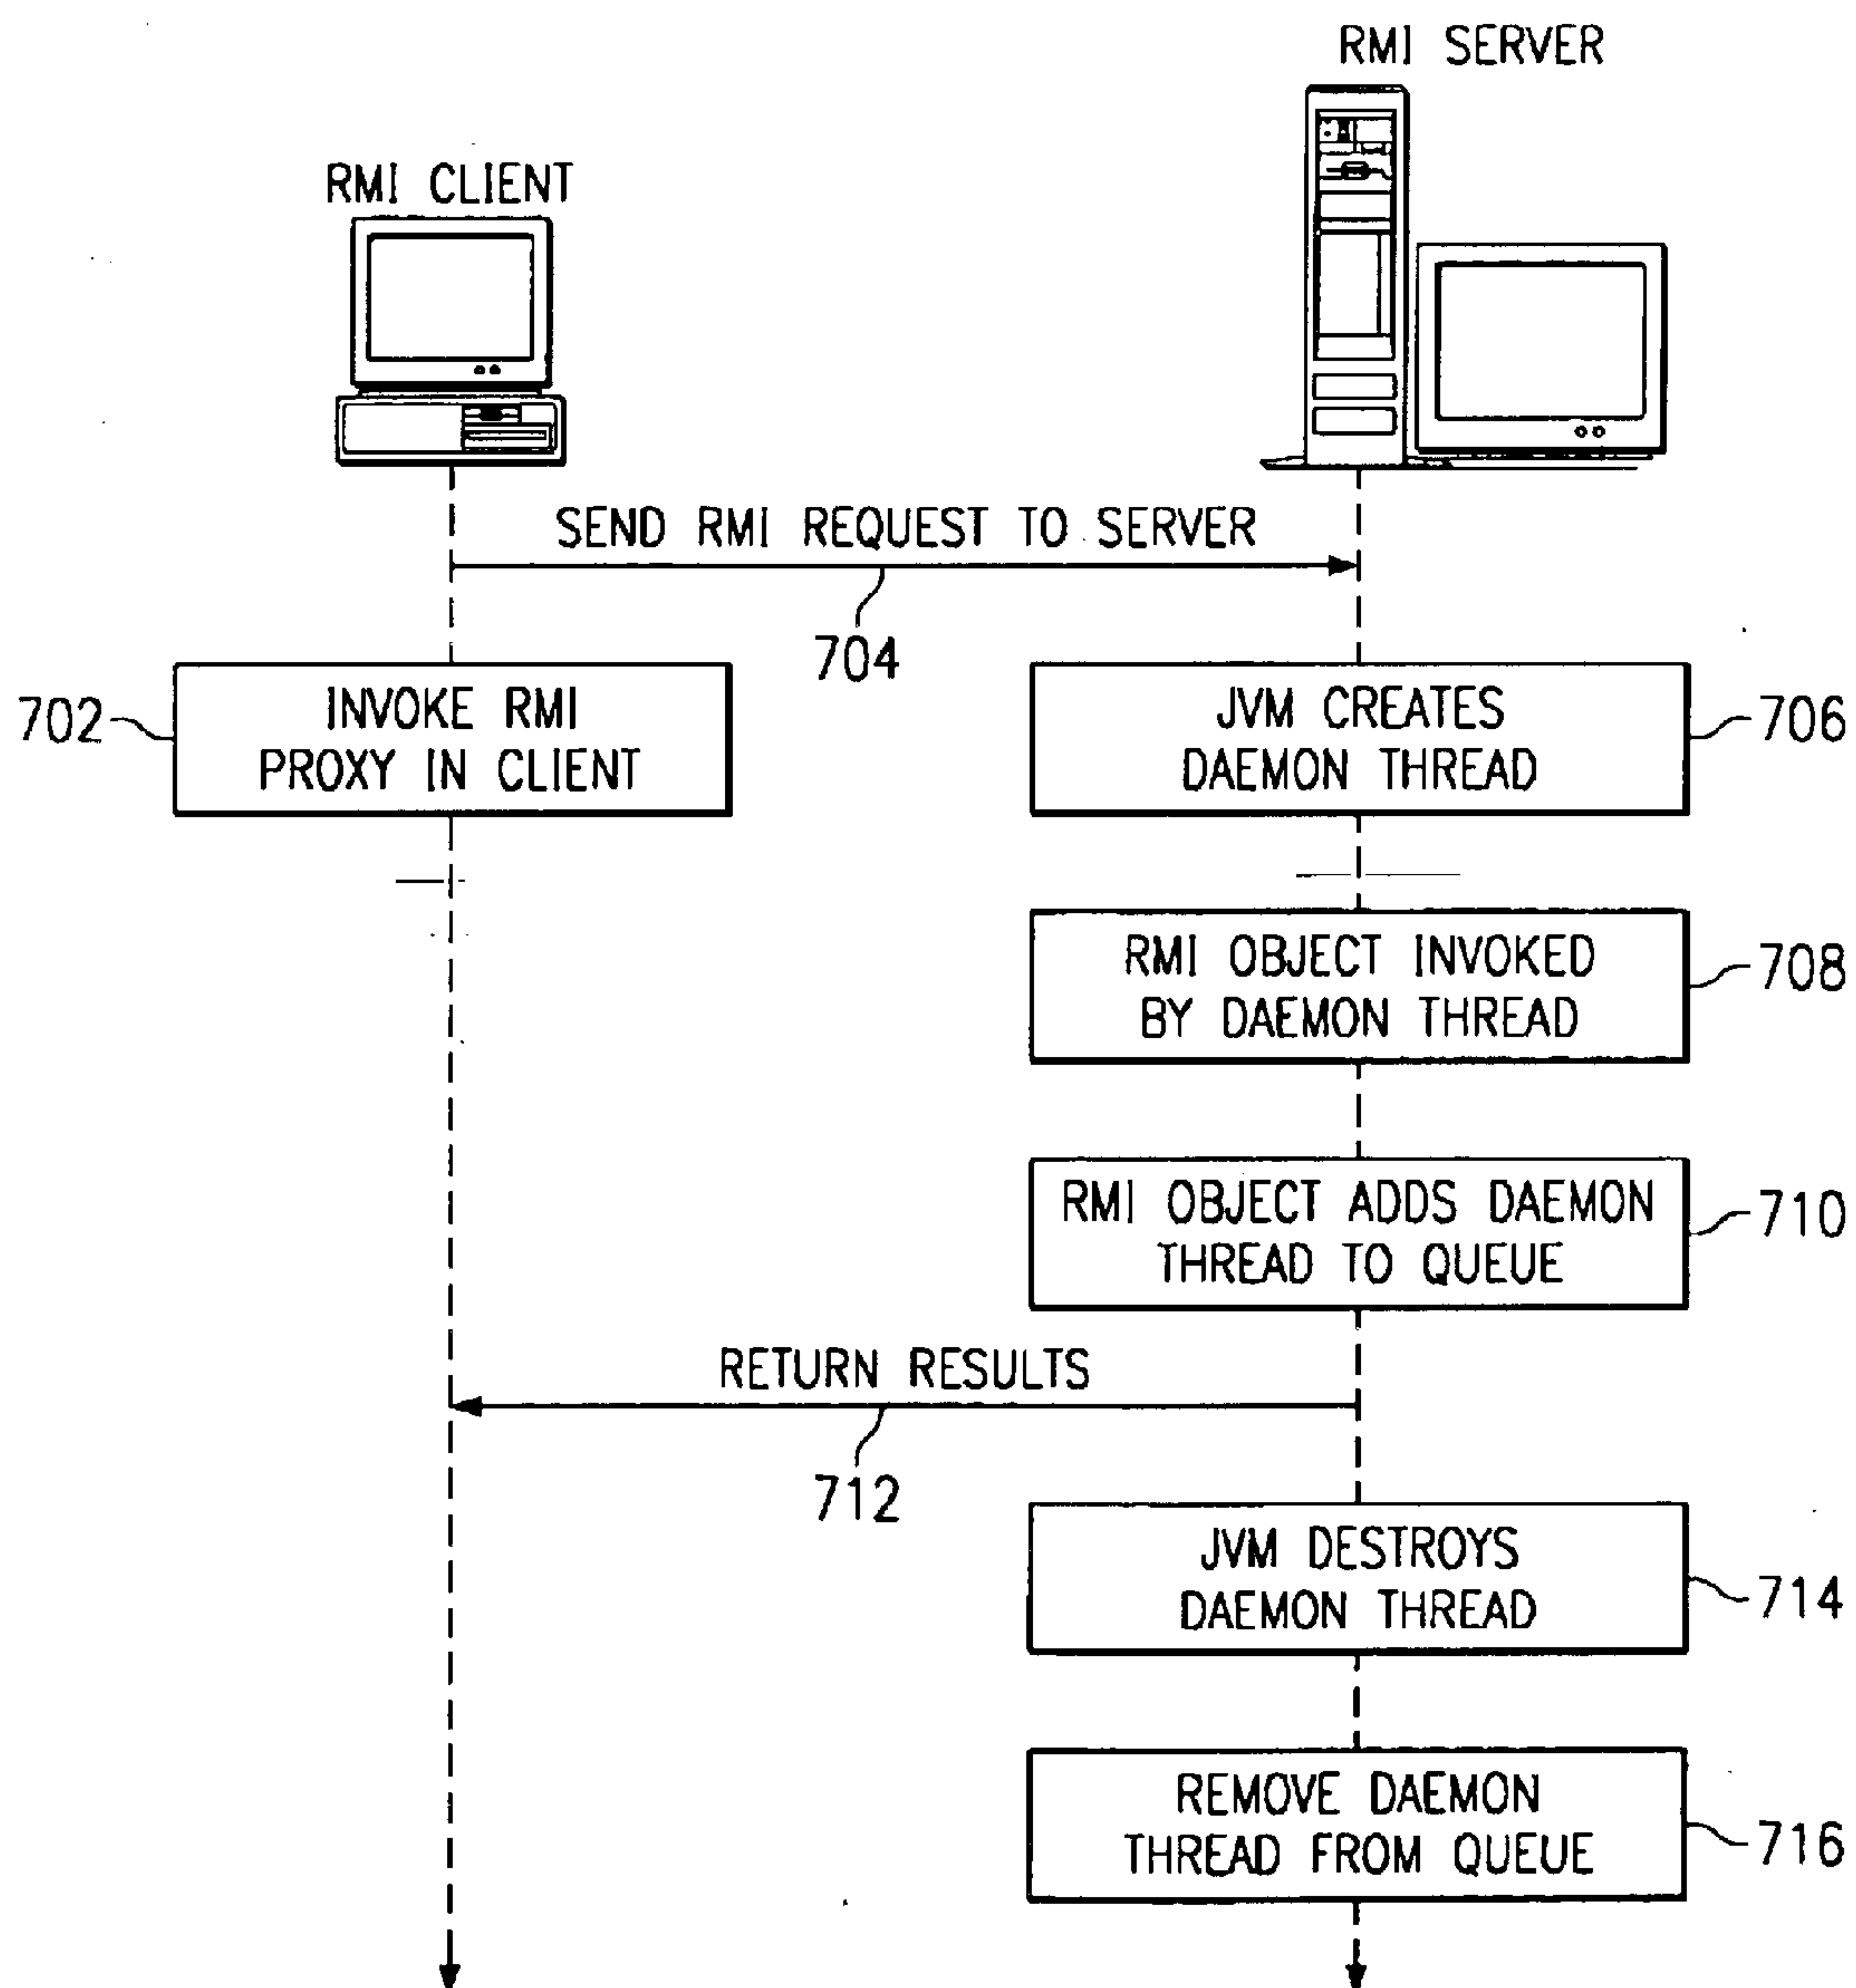 RMI SERVER
RMI CLIENT
SEND RMI REQUEST TO SERVER
704
702
INVOKE RMI
PROXY IN CLIENT
JVM CREATES
DAEMON THREAD
706
RMI OBJECT INVOKED
BY DAEMON THREAD
708
RMI OBJECT ADDS DAEMON
THREAD TO QUEUE
710
RETURN RESULTS
712
JVM DESTROYS
DAEMON THREAD
714
REMOVE DAEMON
THREAD FROM QUEUE
716